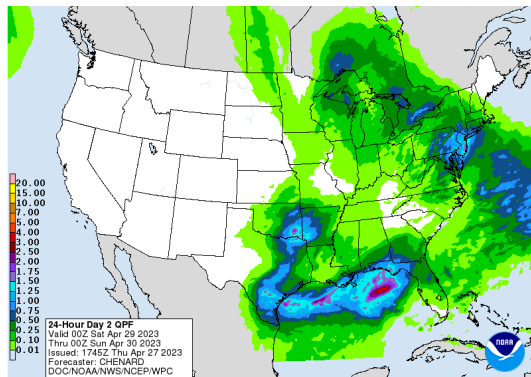 20.00
15.00
10.00
7.00
5.00
4.00
3.00
2.50
2.00
1.75
1.50
1.25
1.00
0.75
0.50
0.25
0.10
0.01
24-Hour Day 2 QPF
Valid 00Z Sat Apr 29 2023
Thru 00Z Sun Apr 30 2023
Issued: 1745Z Thu Apr 27 2023
Forecaster: CHENARD
DOC/NOAA/NWS/NCEP/WPC
NOAA